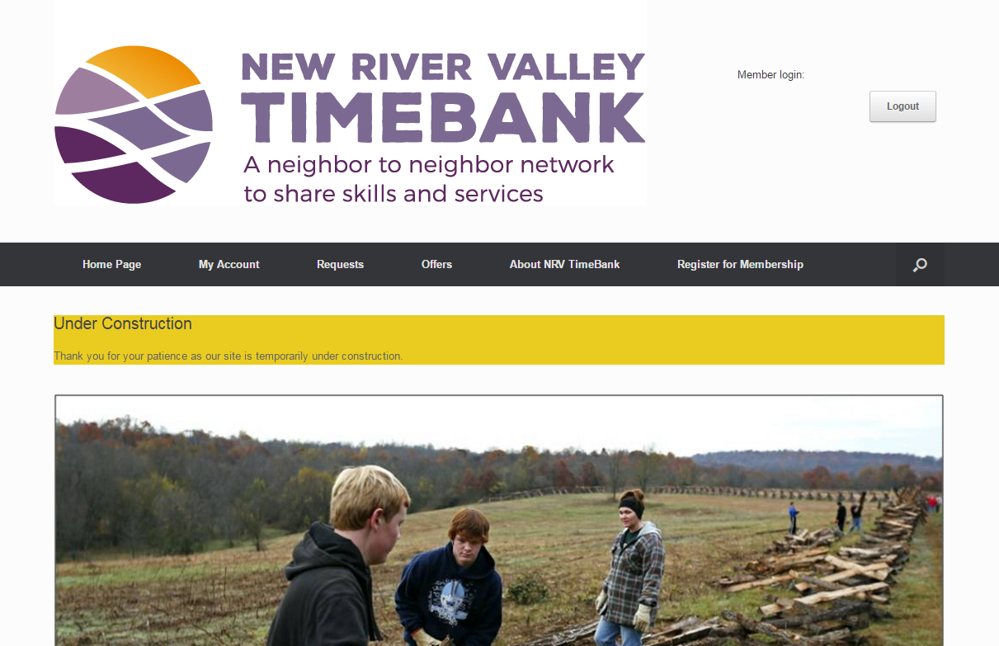 NEW RIVER VALLEY
TIMEBANK
A neighbor to neighbor network
to share skills and services
Member login:
Logout
Home Page
My Account
Requests
Offers
About NRV TimeBank
Register for Membership
Under Construction
Thank you for your patience as our site is temporarily under construction.